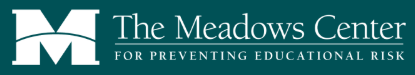 The Meadows Center
FOR PREVENTING EDUCATIONAL RISK